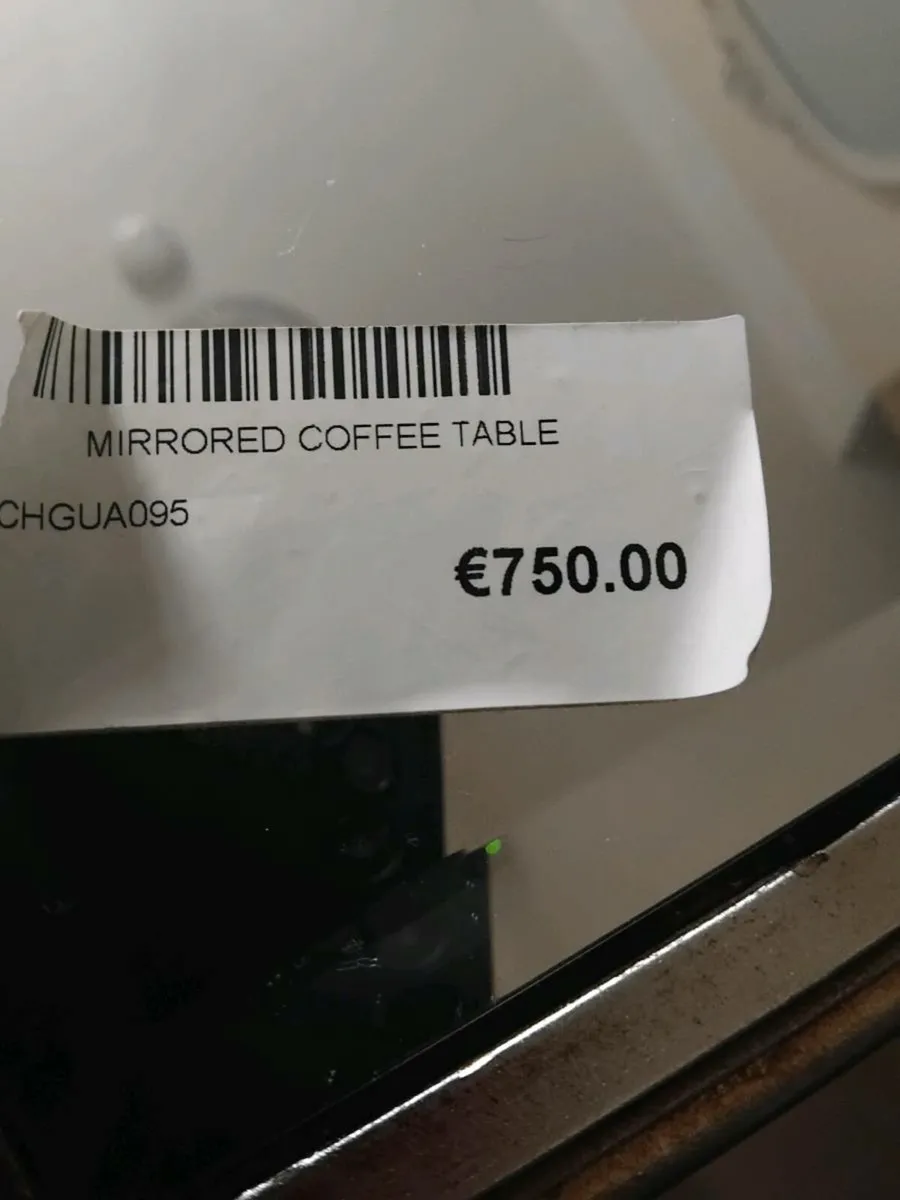 MIRRORED COFFEE TABLE
CHGUA095
€750.00